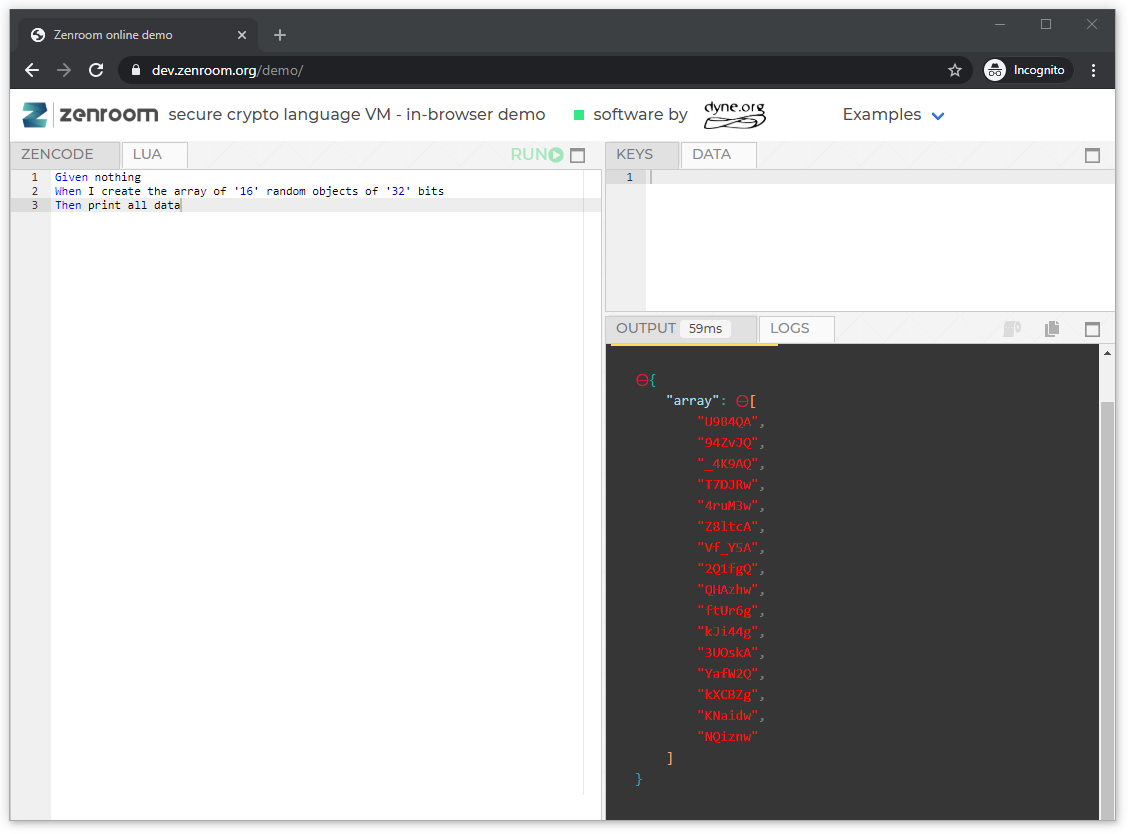 Zenroom online demo
dev.zenroom.org/demo/
Incognito
zenroom secure crypto language VM - in-browser demo software by dyne.org Examples
ZENCODE LUA RUN
1 Given nothing
2 When I create the array of '16' random objects of '32' bits
3 Then print all data
KEYS DATA
1
OUTPUT 59ms LOGS
{
"array": [
"U984QA",
"94ZvJQ",
"_4K9AQ",
"T7DJRw",
"4ruM3w",
"Z8ltcA",
"Vf_Y5A",
"2Q1fgQ",
"QHAzhw",
"ftUr6g",
"kJi44g",
"3UOskA",
"YafW2Q",
"kXCBZg",
"KNaidw",
"NQiznw"
]
}